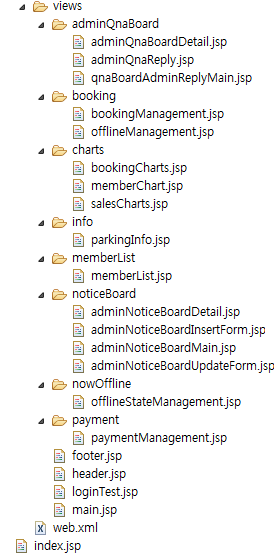 views
adminQnaBoard
adminQnaBoardDetail.jsp
adminQnaReply.jsp
qnaBoardAdminReplyMain.jsp
booking
bookingManagement.jsp
offlineManagement.jsp
charts
bookingCharts.jsp
memberChart.jsp
salesCharts.jsp
info
parkingInfo.jsp
memberList
memberList.jsp
noticeBoard
adminNoticeBoardDetail.jsp
adminNoticeBoardInsertForm.jsp
adminNoticeBoardMain.jsp
adminNoticeBoardUpdateForm.jsp
nowOffline
offlineStateManagement.jsp
payment
paymentManagement.jsp
footer.jsp
header.jsp
loginTest.jsp
main.jsp
web.xml
index.jsp